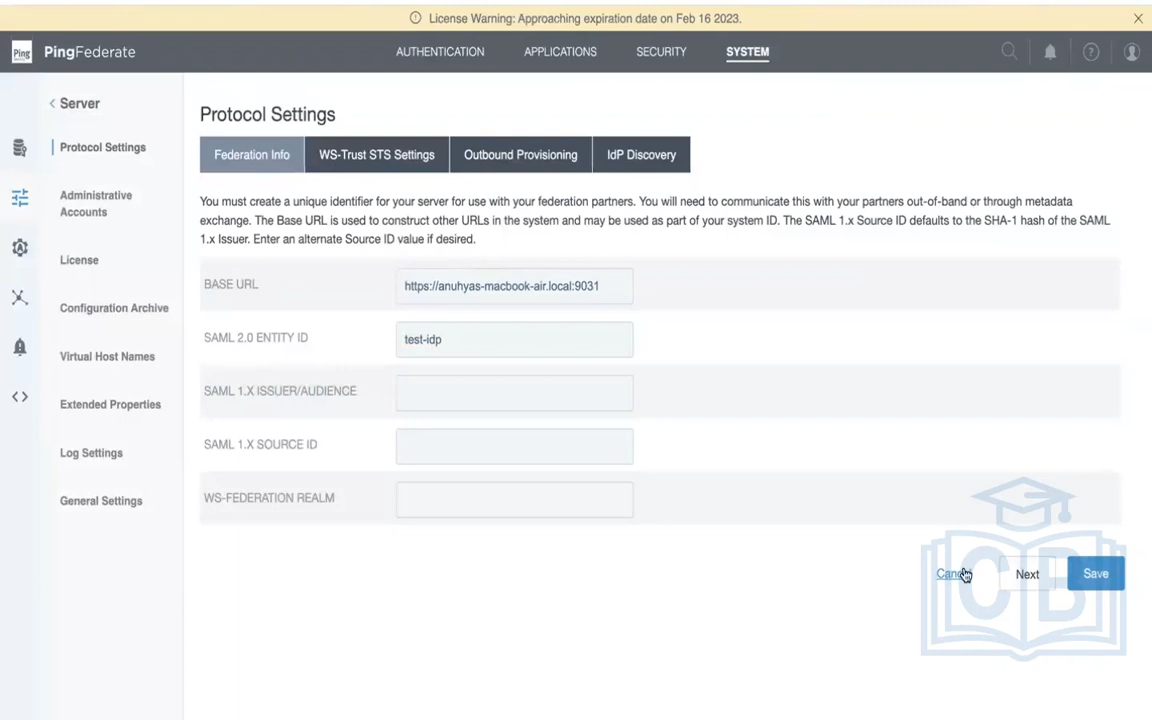 License Warning: Approaching expiration date on Feb 16 2023.
Ping
PingFederate
AUTHENTICATION
APPLICATIONS
SECURITY
SYSTEM
Server
Protocol Settings
Administrative
Accounts
License
Configuration Archive
Virtual Host Names
Extended Properties
Log Settings
General Settings
Protocol Settings
Federation Info
WS-Trust STS Settings
Outbound Provisioning
IdP Discovery
You must create a unique identifier for your server for use with your federation partners. You will need to communicate this with your partners out-of-band or through metadata
exchange. The Base URL is used to construct other URLs in the system and may be used as part of your system ID. The SAML 1.x Source ID defaults to the SHA-1 hash of the SAML
1.x Issuer. Enter an alternate Source ID value if desired.
BASE URL
https://anuhyas-macbook-air.local:9031
SAML 2.0 ENTITY ID
test-idp
SAML 1.X ISSUER/AUDIENCE
SAML 1.X SOURCE ID
WS-FEDERATION REALM
Cancel
Next
Save
CB